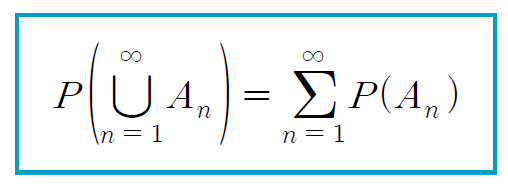 P(⋃_{n=1}^{∞} A_n) = ∑_{n=1}^{∞} P(A_n)